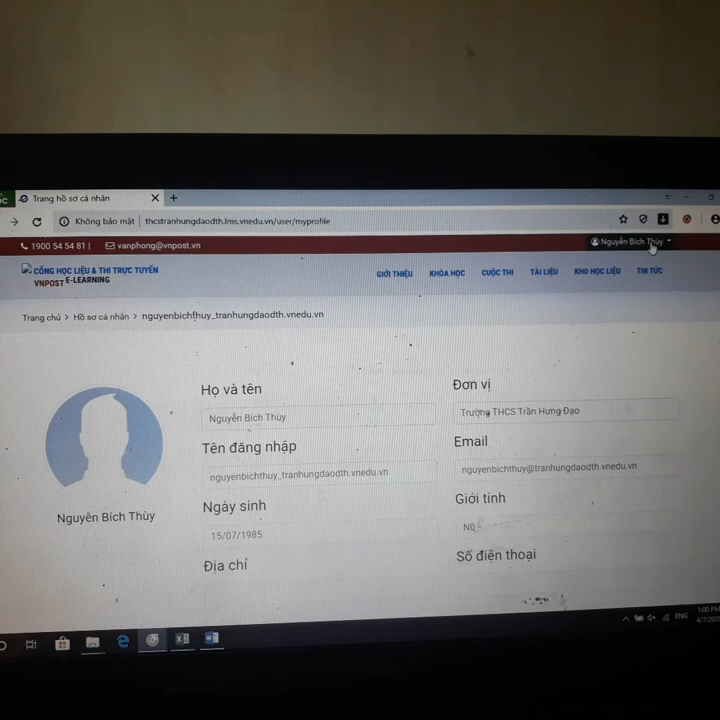 Trang hồ sơ cá nhân
Không bảo mật
thcstranhungdaodth.lms.vnedu.vn/user/myprofile
1900 54 54 81 |
vanphong@vnpost.vn
Nguyễn Bích Thùy
CỔNG HỌC LIỆU & THI TRỰC TUYẾN
VNPOST E-LEARNING
GIỚI THIỆU
KHÓA HỌC
CUỘC THI
TÀI LIỆU
KHO HỌC LIỆU
TIN TỨC
Trang chủ > Hồ sơ cá nhân > nguyenbichthuy_tranhungdaodth.vnedu.vn
Họ và tên
Nguyễn Bích Thùy
Đơn vị
Trường THCS Trần Hưng Đạo
Tên đăng nhập
nguyenbichthuy_tranhungdaodth.vnedu.vn
Email
nguyenbichthuy@tranhungdaodth.vnedu.vn
Nguyễn Bích Thùy
Ngày sinh
15/07/1985
Giới tính
Nữ
Địa chỉ
Số điện thoại
ENG
1:00 PM